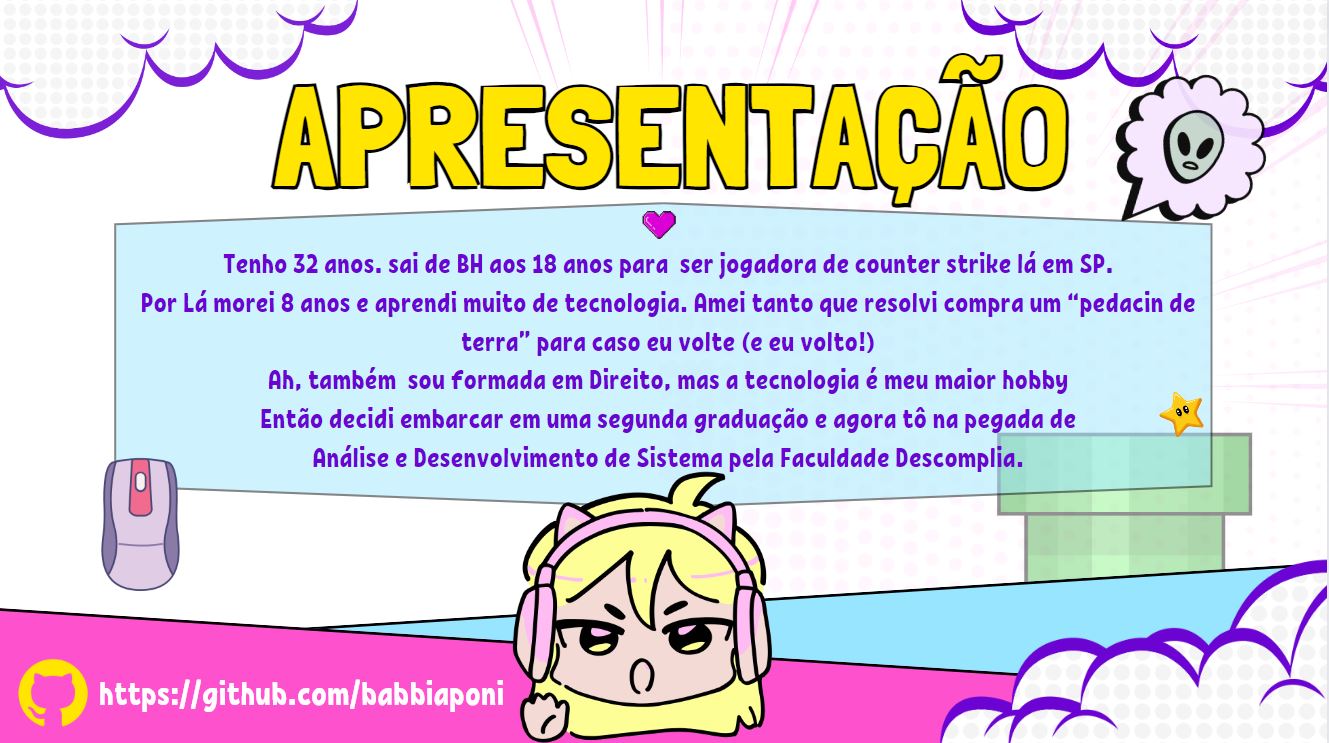 APRESENTAÇÃO
Tenho 32 anos. sai de BH aos 18 anos para ser jogadora de counter strike lá em SP.
Por Lá morei 8 anos e aprendi muito de tecnologia. Amei tanto que resolvi compra um “pedacin de
terra” para caso eu volte (e eu volto!)
Ah, também sou formada em Direito, mas a tecnologia é meu maior hobby
Então decidi embarcar em uma segunda graduação e agora tô na pegada de
Análise e Desenvolvimento de Sistema pela Faculdade Descomplia.
https://github.com/babbiaponi